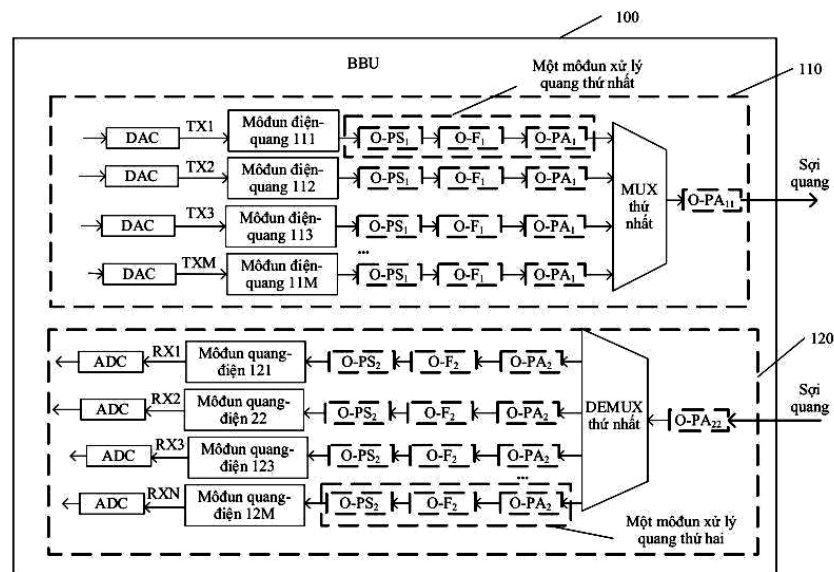 100
BBU
Một môđun xử lý
quang thứ nhất
110
DAC TX1 Môđun điện-
quang 111 O-PS₁ O-F₁ O-PA₁
DAC TX2 Môđun điện-
quang 112 O-PS₁ O-F₁ O-PA₁
DAC TX3 Môđun điện-
quang 113 O-PS₁ O-F₁ O-PA₁
...
DAC TXM Môđun điện-
quang 11M O-PS₁ O-F₁ O-PA₁
MUX
thứ
nhất
O-PA₁₁
Sợi
quang
120
ADC RX1 Môđun quang-
điện 121 O-PS₂ O-F₂ O-PA₂
ADC RX2 Môđun quang-
điện 22 O-PS₂ O-F₂ O-PA₂
ADC RX3 Môđun quang-
điện 123 O-PS₂ O-F₂ O-PA₂
...
ADC RXN Môđun quang-
điện 12M O-PS₂ O-F₂ O-PA₂
DEMUX
thứ nhất
O-PA₂₂
Sợi
quang
Một môđun xử lý
quang thứ hai